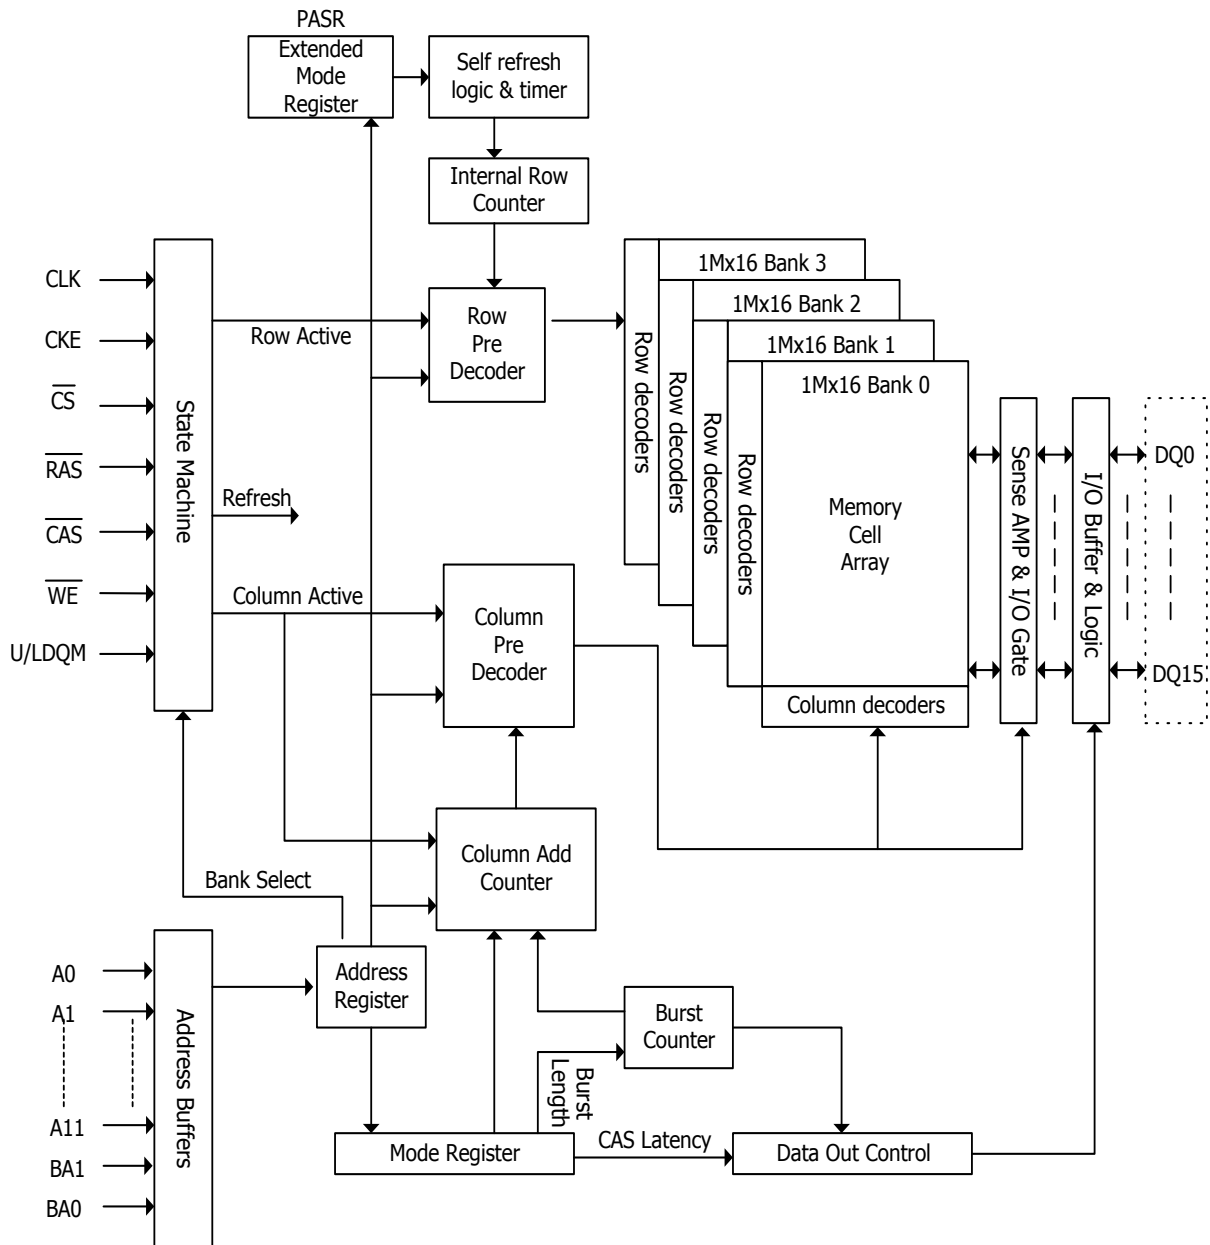 PASR
Extended
Mode
Register
Self refresh
logic & timer
Internal Row
Counter
CLK
CKE
CS
RAS
CAS
WE
U/LDQM
State Machine
Row Active
Refresh
Column Active
Row
Pre
Decoder
Column
Pre
Decoder
1Mx16 Bank 3
1Mx16 Bank 2
1Mx16 Bank 1
1Mx16 Bank 0
Row decoders
Row decoders
Row decoders
Row decoders
Memory
Cell
Array
Column decoders
Sense AMP & I/O Gate
I/O Buffer & Logic
DQ0
DQ15
Column Add
Counter
Bank Select
A0
A1
A11
BA1
BA0
Address Buffers
Address
Register
Burst
Counter
Burst
Length
Mode Register
CAS Latency
Data Out Control